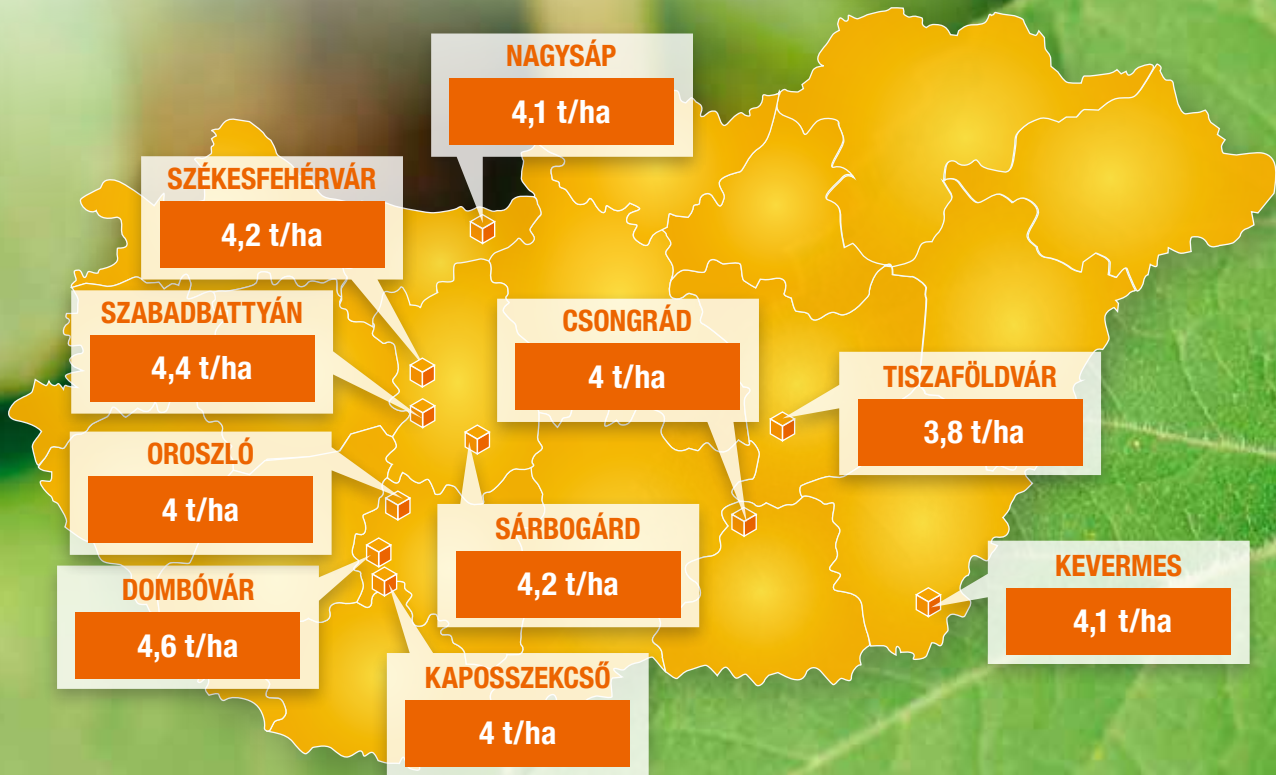 NAGYSÁP
4,1 t/ha
SZÉKESFEHÉRVÁR
4,2 t/ha
SZABADBATTYÁN
4,4 t/ha
CSONGRÁD
4 t/ha
TISZAFÖLDVÁR
3,8 t/ha
OROSZLÓ
4 t/ha
SÁRBOGÁRD
4,2 t/ha
KEVERMES
4,1 t/ha
DOMBÓVÁR
4,6 t/ha
KAPOSSZEKCSŐ
4 t/ha